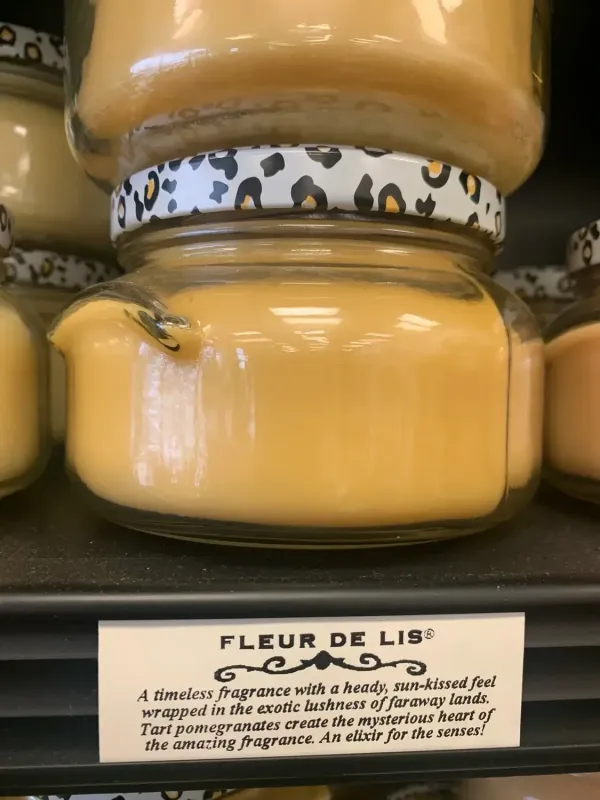 FLEUR DE LIS®
A timeless fragrance with a heady, sun-kissed feel
wrapped in the exotic lushness of faraway lands.
Tart pomegranates create the mysterious heart of
the amazing fragrance. An elixir for the senses!